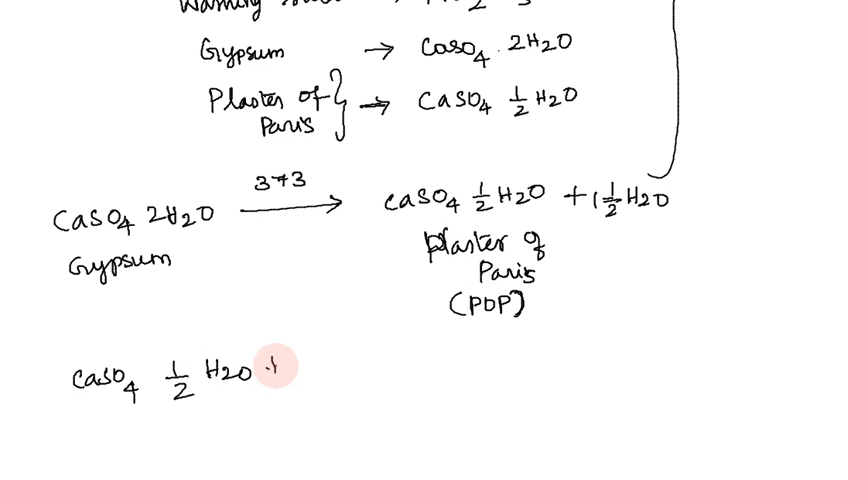 Gypsum → CaSO4 . 2H2O
Plaster of Paris } → CaSO4 1/2 H2O
CaSO4 2H2O 373 → CaSO4 1/2 H2O + 1 1/2 H2O
Gypsum
Plaster of
Paris
(POP)
CaSO4 1/2 H2O +